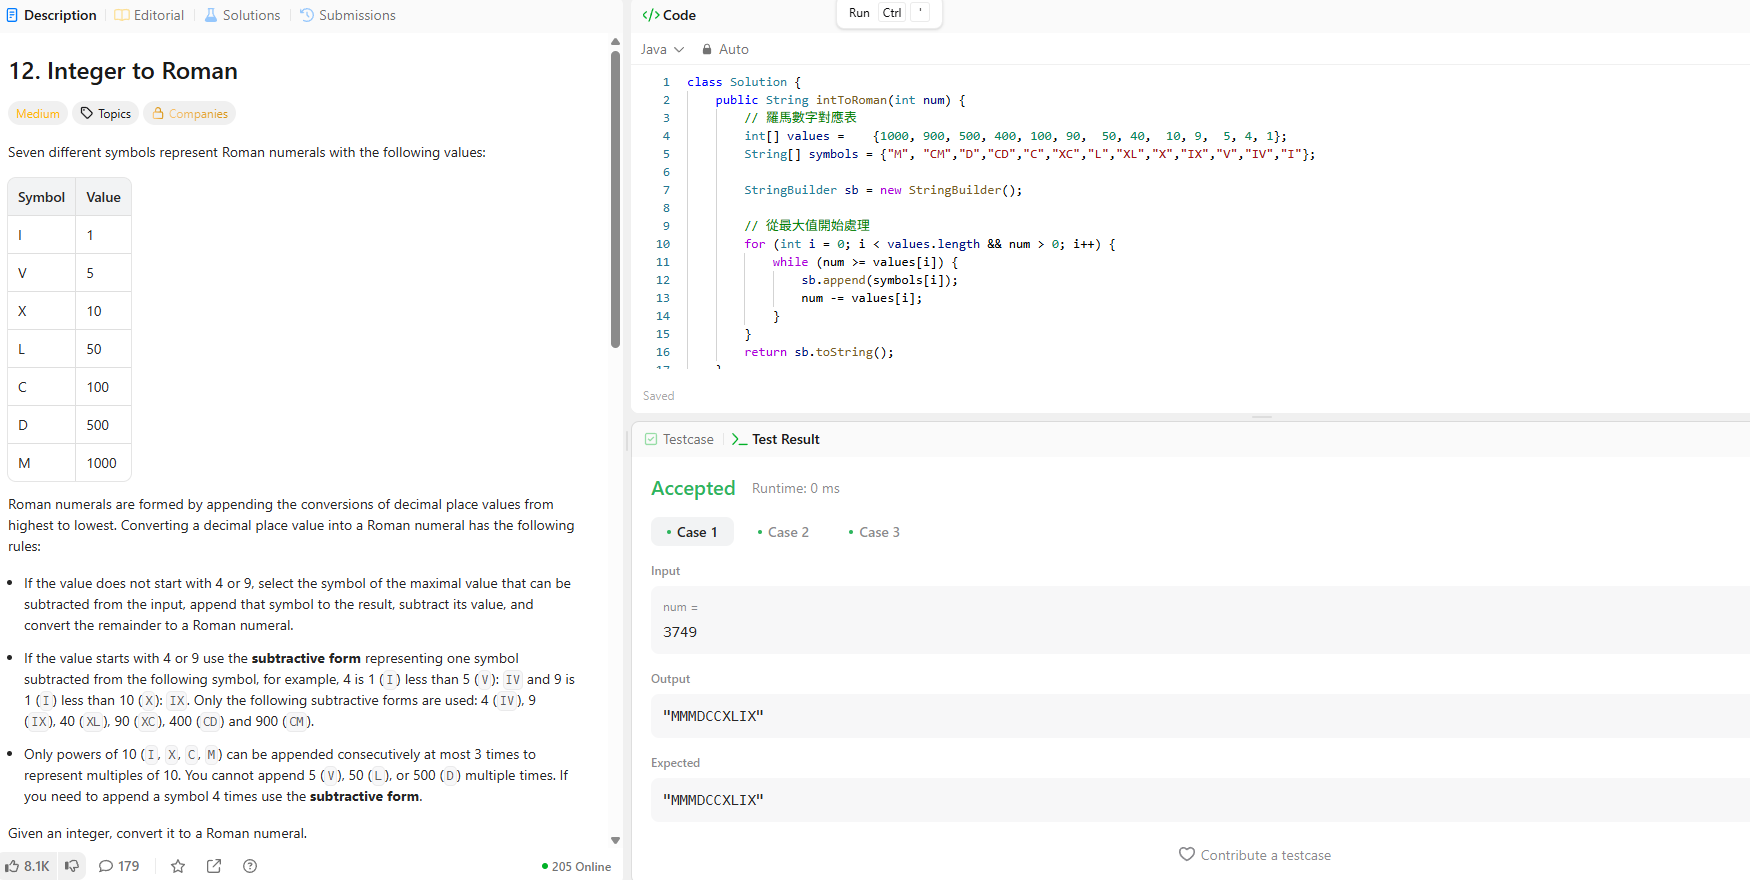 Description
Editorial
Solutions
Submissions
12. Integer to Roman
Medium
Topics
Companies
Seven different symbols represent Roman numerals with the following values:
Symbol Value
I 1
V 5
X 10
L 50
C 100
D 500
M 1000
Roman numerals are formed by appending the conversions of decimal place values from
highest to lowest. Converting a decimal place value into a Roman numeral has the following
rules:
• If the value does not start with 4 or 9, select the symbol of the maximal value that can be
subtracted from the input, append that symbol to the result, subtract its value, and
convert the remainder to a Roman numeral.
• If the value starts with 4 or 9 use the subtractive form representing one symbol
subtracted from the following symbol, for example, 4 is 1 (I) less than 5 (V): IV and 9 is
1 (I) less than 10 (X): IX. Only the following subtractive forms are used: 4 (IV), 9
(IX), 40 (XL), 90 (XC), 400 (CD) and 900 (CM).
• Only powers of 10 (I, X, C, M) can be appended consecutively at most 3 times to
represent multiples of 10. You cannot append 5 (V), 50 (L), or 500 (D) multiple times. If
you need to append a symbol 4 times use the subtractive form.
Given an integer, convert it to a Roman numeral.
8.1K
179
205 Online
Run Ctrl '
</> Code
Java
Auto
1 class Solution {
2 public String intToRoman(int num) {
3 // 羅馬數字對應表
4 int[] values = {1000, 900, 500, 400, 100, 90, 50, 40, 10, 9, 5, 4, 1};
5 String[] symbols = {"M", "CM","D","CD","C","XC","L","XL","X","IX","V","IV","I"};
6
7 StringBuilder sb = new StringBuilder();
8
9 // 從最大值開始處理
10 for (int i = 0; i < values.length && num > 0; i++) {
11 while (num >= values[i]) {
12 sb.append(symbols[i]);
13 num -= values[i];
14 }
15 }
16 return sb.toString();
Saved
Testcase
Test Result
Accepted
Runtime: 0 ms
• Case 1
• Case 2
• Case 3
Input
num =
3749
Output
"MMMDCCXLIX"
Expected
"MMMDCCXLIX"
Contribute a testcase